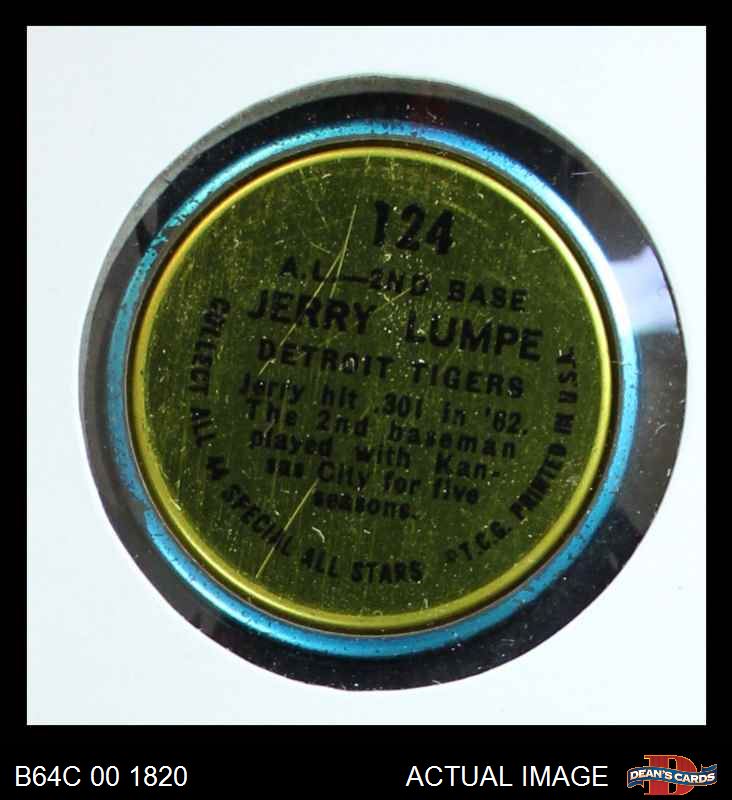 124
A.L.—2ND BASE
JERRY LUMPE
DETROIT TIGERS
Jerry hit .301 in '62.
The 2nd baseman
played with Kan-
sas City for five
seasons.
COLLECT ALL 44 SPECIAL ALL STARS
©T.C.G. PRINTED IN U.S.A.
B64C 00 1820
ACTUAL IMAGE
D
DEAN'S CARDS